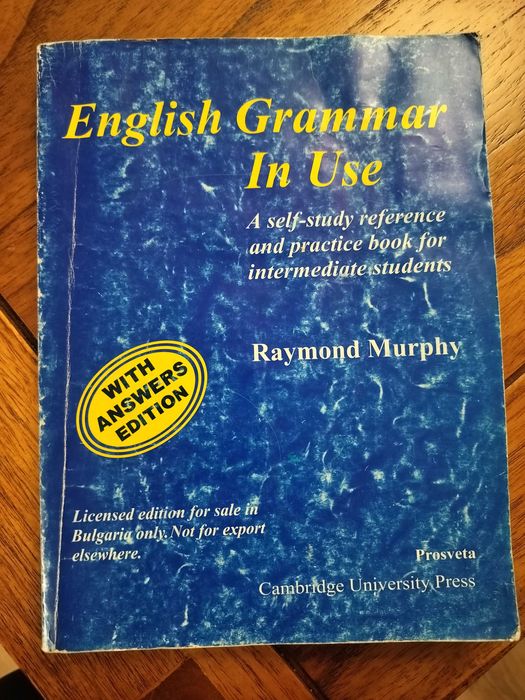 English Grammar
In Use
A self-study reference
and practice book for
intermediate students
Raymond Murphy
WITH
ANSWERS
EDITION
Licensed edition for sale in
Bulgaria only. Not for export
elsewhere.
Prosveta
Cambridge University Press